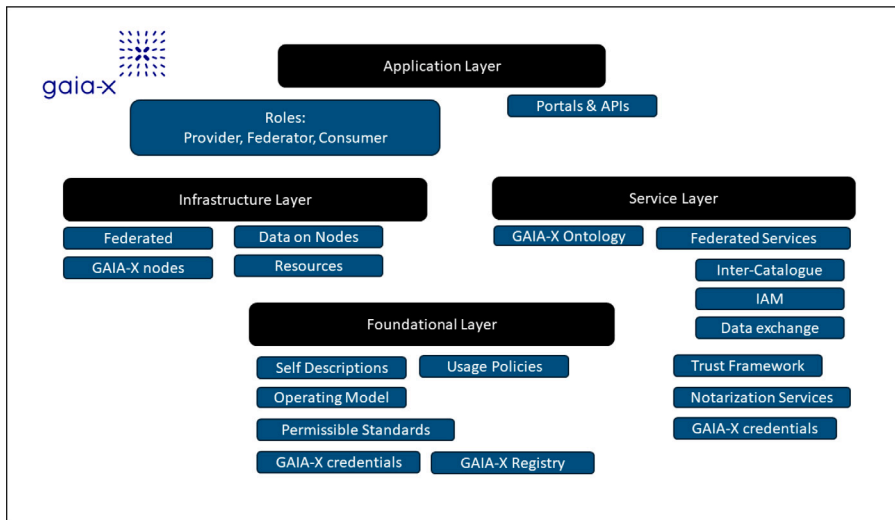 gaia-x
Application Layer
Portals & APIs
Roles:
Provider, Federator, Consumer
Infrastructure Layer
Federated
Data on Nodes
GAIA-X nodes
Resources
Service Layer
GAIA-X Ontology
Federated Services
Inter-Catalogue
IAM
Data exchange
Trust Framework
Notarization Services
GAIA-X credentials
Foundational Layer
Self Descriptions
Usage Policies
Operating Model
Permissible Standards
GAIA-X credentials
GAIA-X Registry